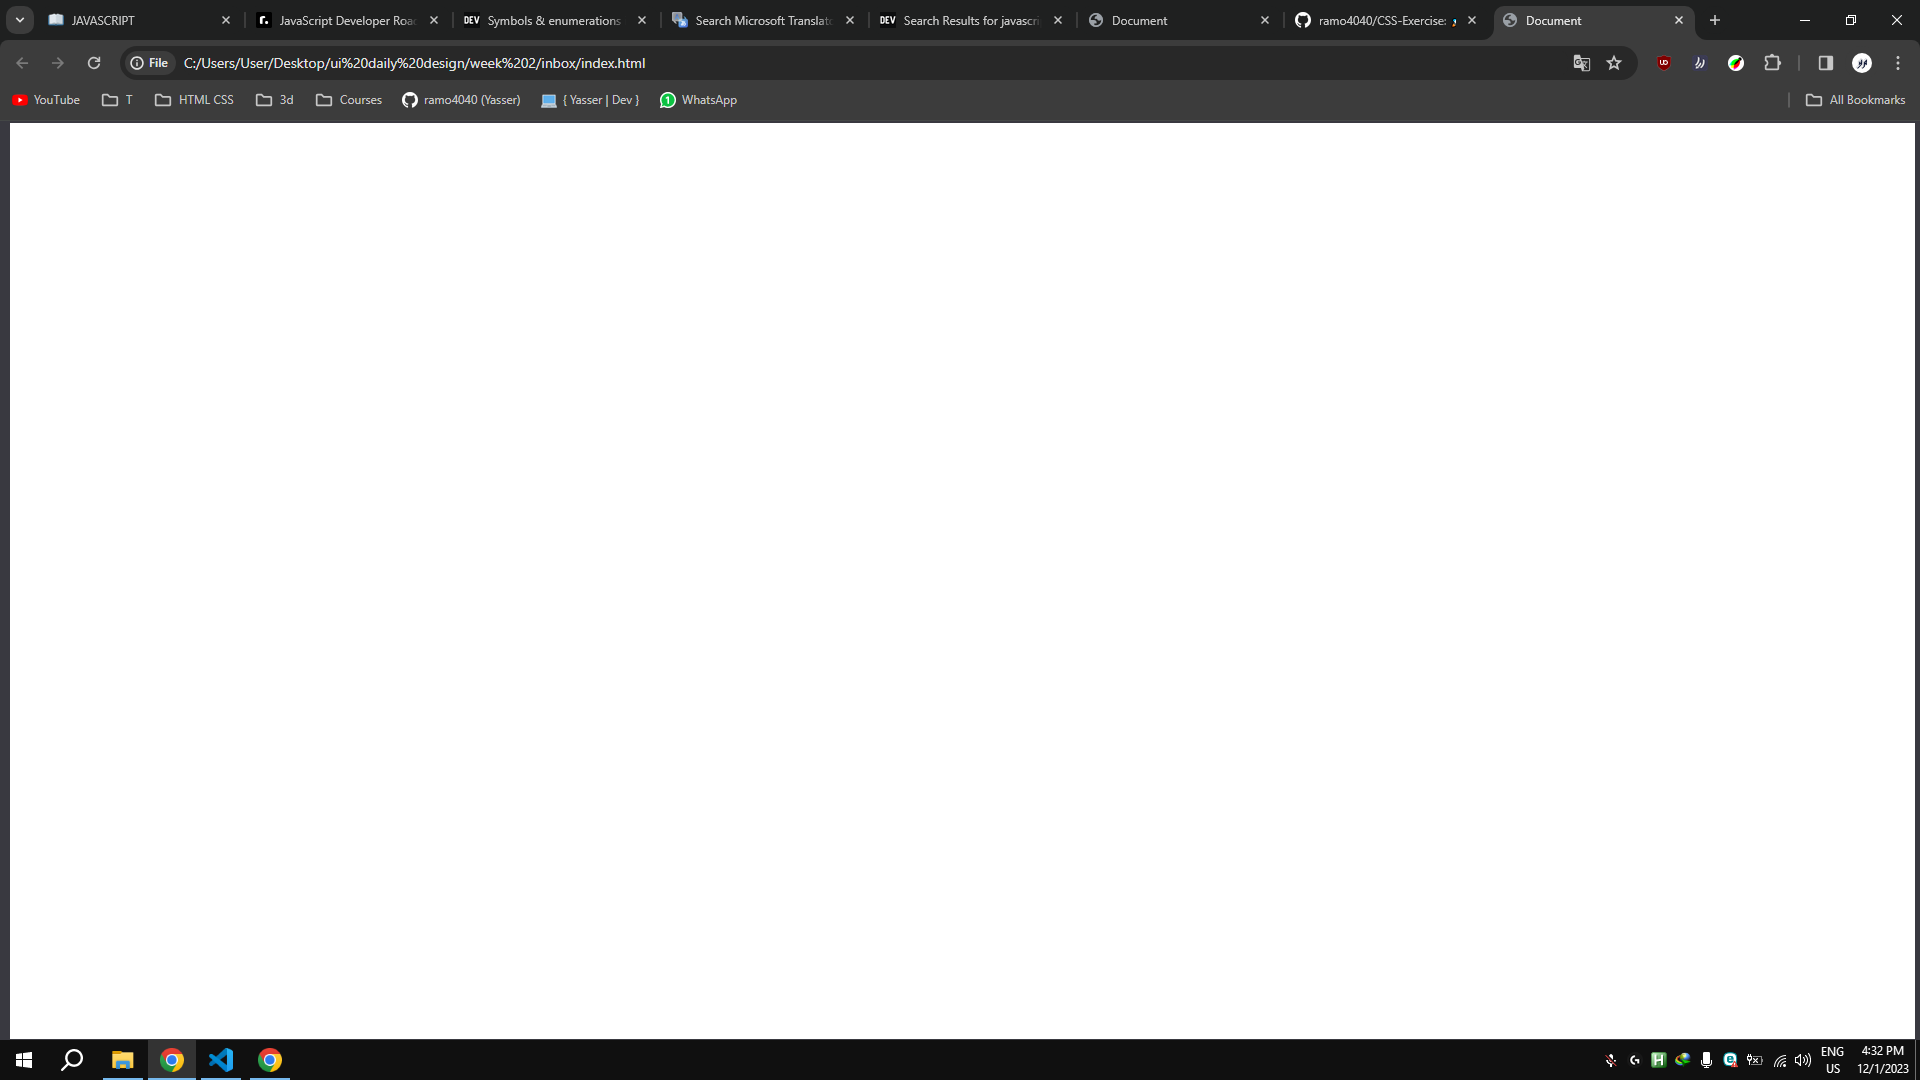 JAVASCRIPT
JavaScript Developer Roa
DEV Symbols & enumerations
Search Microsoft Translato
DEV Search Results for javascri
Document
ramo4040/CSS-Exercise:
Document
File C:/Users/User/Desktop/ui%20daily%20design/week%202/inbox/index.html
YouTube
T
HTML CSS
3d
Courses
ramo4040 (Yasser)
{ Yasser | Dev }
WhatsApp
All Bookmarks
ENG
US
4:32 PM
12/1/2023